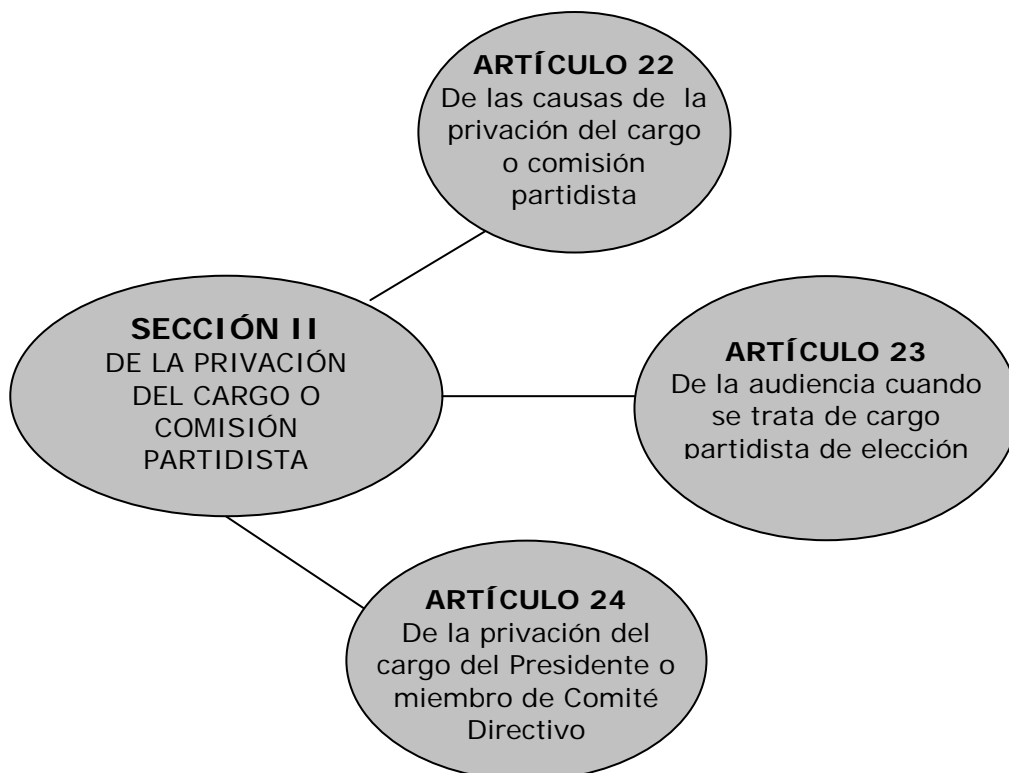 ARTÍCULO 22
De las causas de la
privación del cargo
o comisión
partidista
SECCIÓN II
DE LA PRIVACIÓN
DEL CARGO O
COMISIÓN
PARTIDISTA
ARTÍCULO 23
De la audiencia cuando
se trata de cargo
partidista de elección
ARTÍCULO 24
De la privación del
cargo del Presidente o
miembro de Comité
Directivo